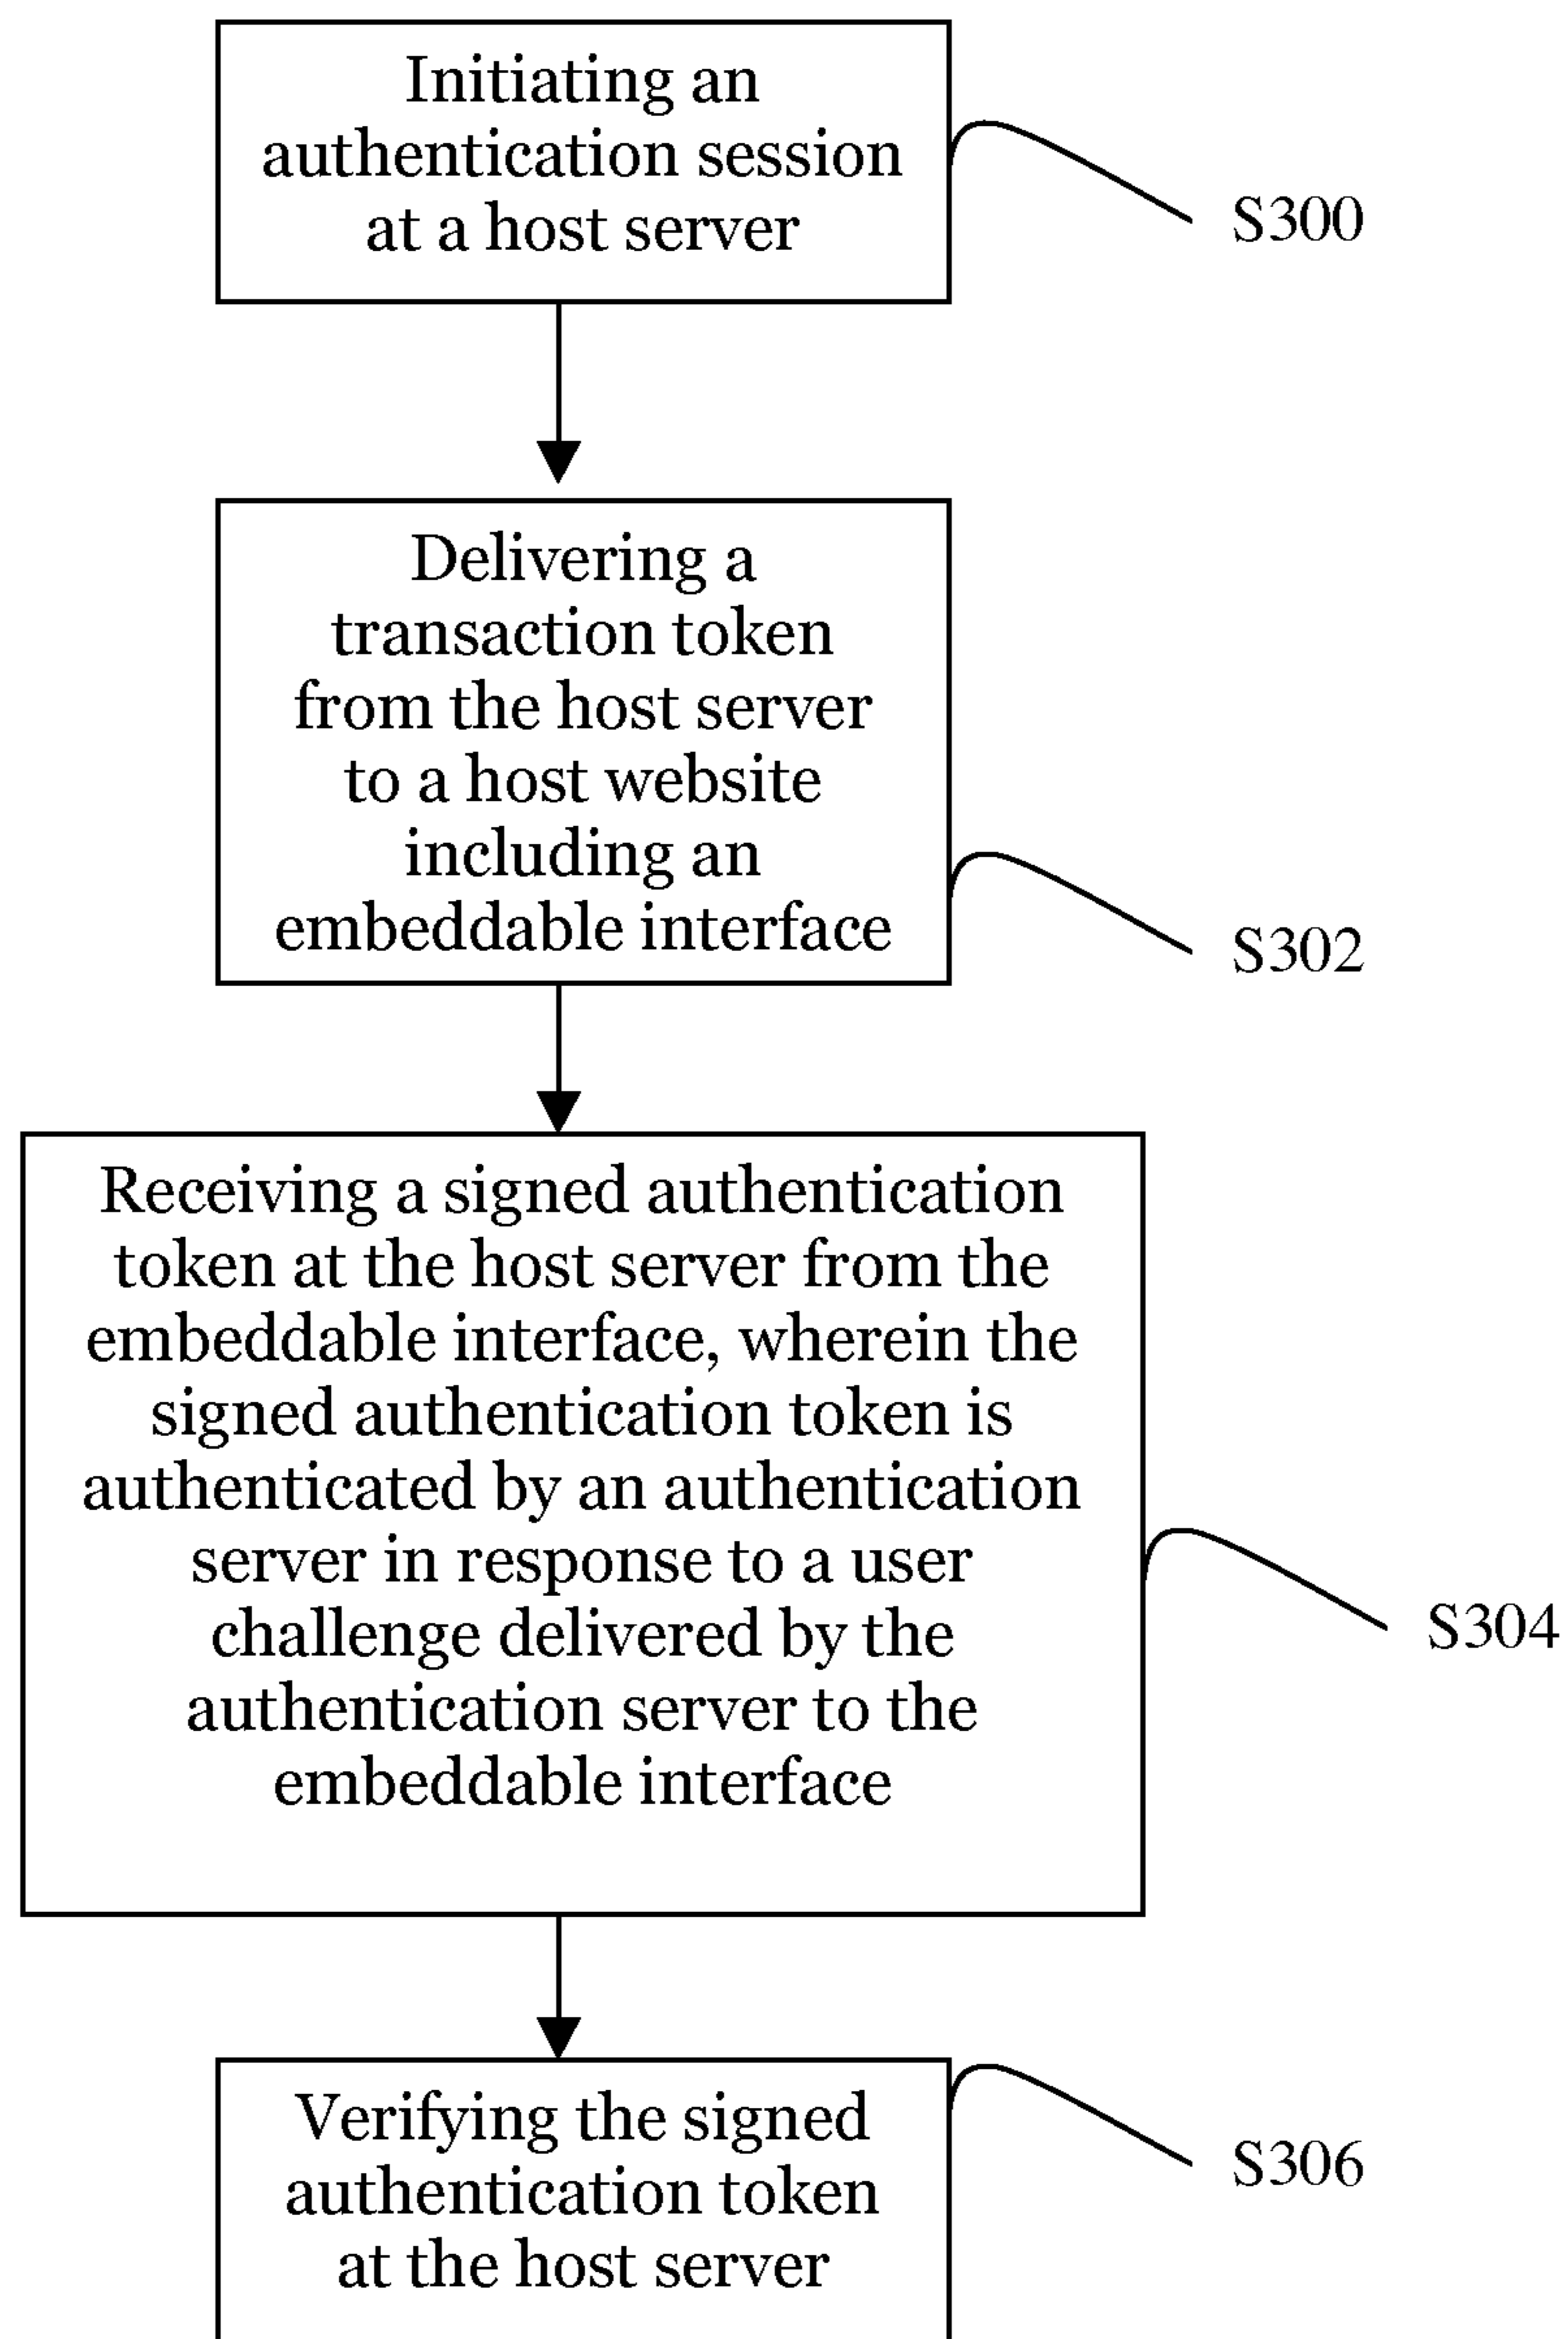 Initiating an
authentication session
at a host server
S300
Delivering a
transaction token
from the host server
to a host website
including an
embeddable interface
S302
Receiving a signed authentication
token at the host server from the
embeddable interface, wherein the
signed authentication token is
authenticated by an authentication
server in response to a user
challenge delivered by the
authentication server to the
embeddable interface
S304
Verifying the signed
authentication token
at the host server
S306